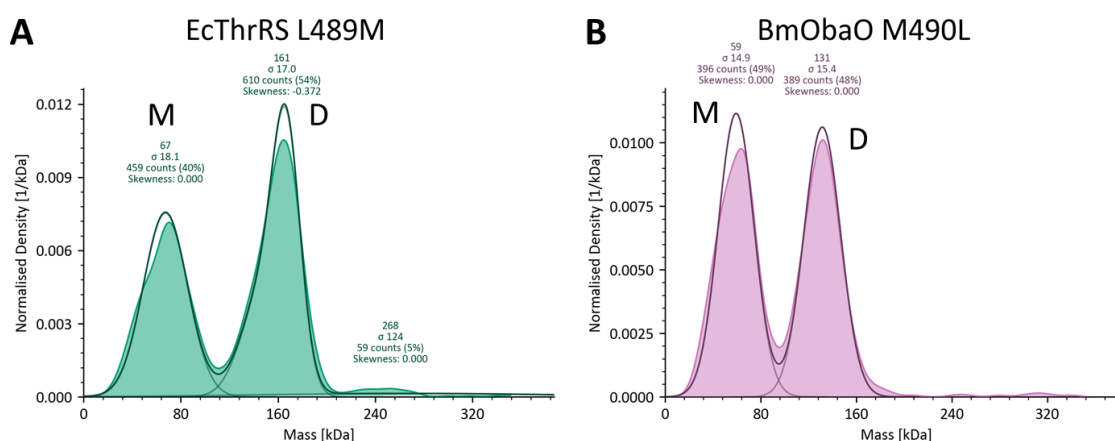 A
EcThrRS L489M
161
σ 17.0
610 counts (54%)
Skewness: -0.372
M
D
67
σ 18.1
459 counts (40%)
Skewness: 0.000
268
σ 124
59 counts (5%)
Skewness: 0.000
Normalised Density [1/kDa]
0.012
0.009
0.006
0.003
0.000
0
80
160
240
320
Mass [kDa]
B
BmObaO M490L
59
σ 14.9
396 counts (49%)
Skewness: 0.000
131
σ 15.4
389 counts (48%)
Skewness: 0.000
M
D
Normalised Density [1/kDa]
0.0100
0.0075
0.0050
0.0025
0.0000
0
80
160
240
320
Mass [kDa]